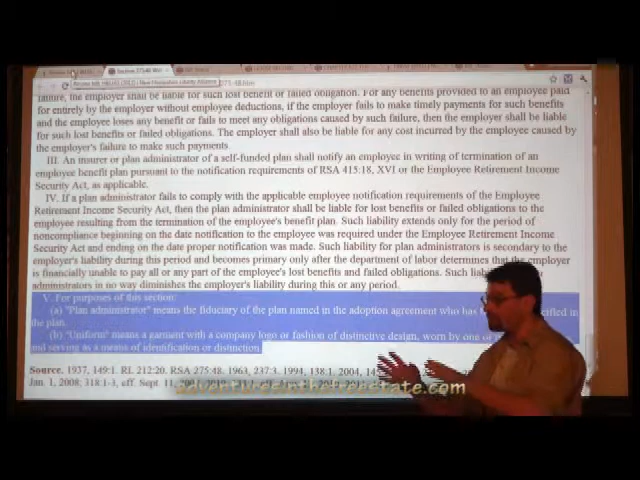 Section 275:48 Wit
275:48.htm
failure, the employer shall be liable for such lost benefit or failed obligation. For any benefits provided to an employee paid
for entirely by the employer without employee deductions, if the employer fails to make timely payments for such benefits
and the employee loses any benefit or fails to meet any obligations caused by such failure, then the employer shall be liable
for such lost benefits or failed obligations. The employer shall also be liable for any cost incurred by the employee caused by
the employer's failure to make such payments.
III. An insurer or plan administrator of a self-funded plan shall notify an employee in writing of termination of an
employee benefit plan pursuant to the notification requirements of RSA 415:18, XVI or the Employee Retirement Income
Security Act, as applicable.
IV. If a plan administrator fails to comply with the applicable employee notification requirements of the Employee
Retirement Income Security Act, then the plan administrator shall be liable for lost benefits or failed obligations to the
employee resulting from the termination of the employee's benefit plan. Such liability extends only for the period of
noncompliance beginning on the date notification to the employee was required under the Employee Retirement Income
Security Act and ending on the date proper notification was made. Such liability for plan administrators is secondary to the
employer's liability during this period and becomes primary only after the department of labor determines that the employer
is financially unable to pay all or any part of the employee's lost benefits and failed obligations. Such
administrators in no way diminishes the employer's liability during this or any period.
V. For purposes of this section:
(a) "Plan administrator" means the fiduciary of the plan named in the adoption agreement who has
the plan.
(b) "Uniform" means a garment with a company logo or fashion of distinctive design, worn by one or
and serving as a means of identification or distinction.
Source. 1937, 149:1. RL 212:20. RSA 275:48. 1963, 237:3. 1994, 138:1. 2004,
Jan. 1, 2008; 318:1-3, eff. Sept. 11,
adventuresinthefreestate.com